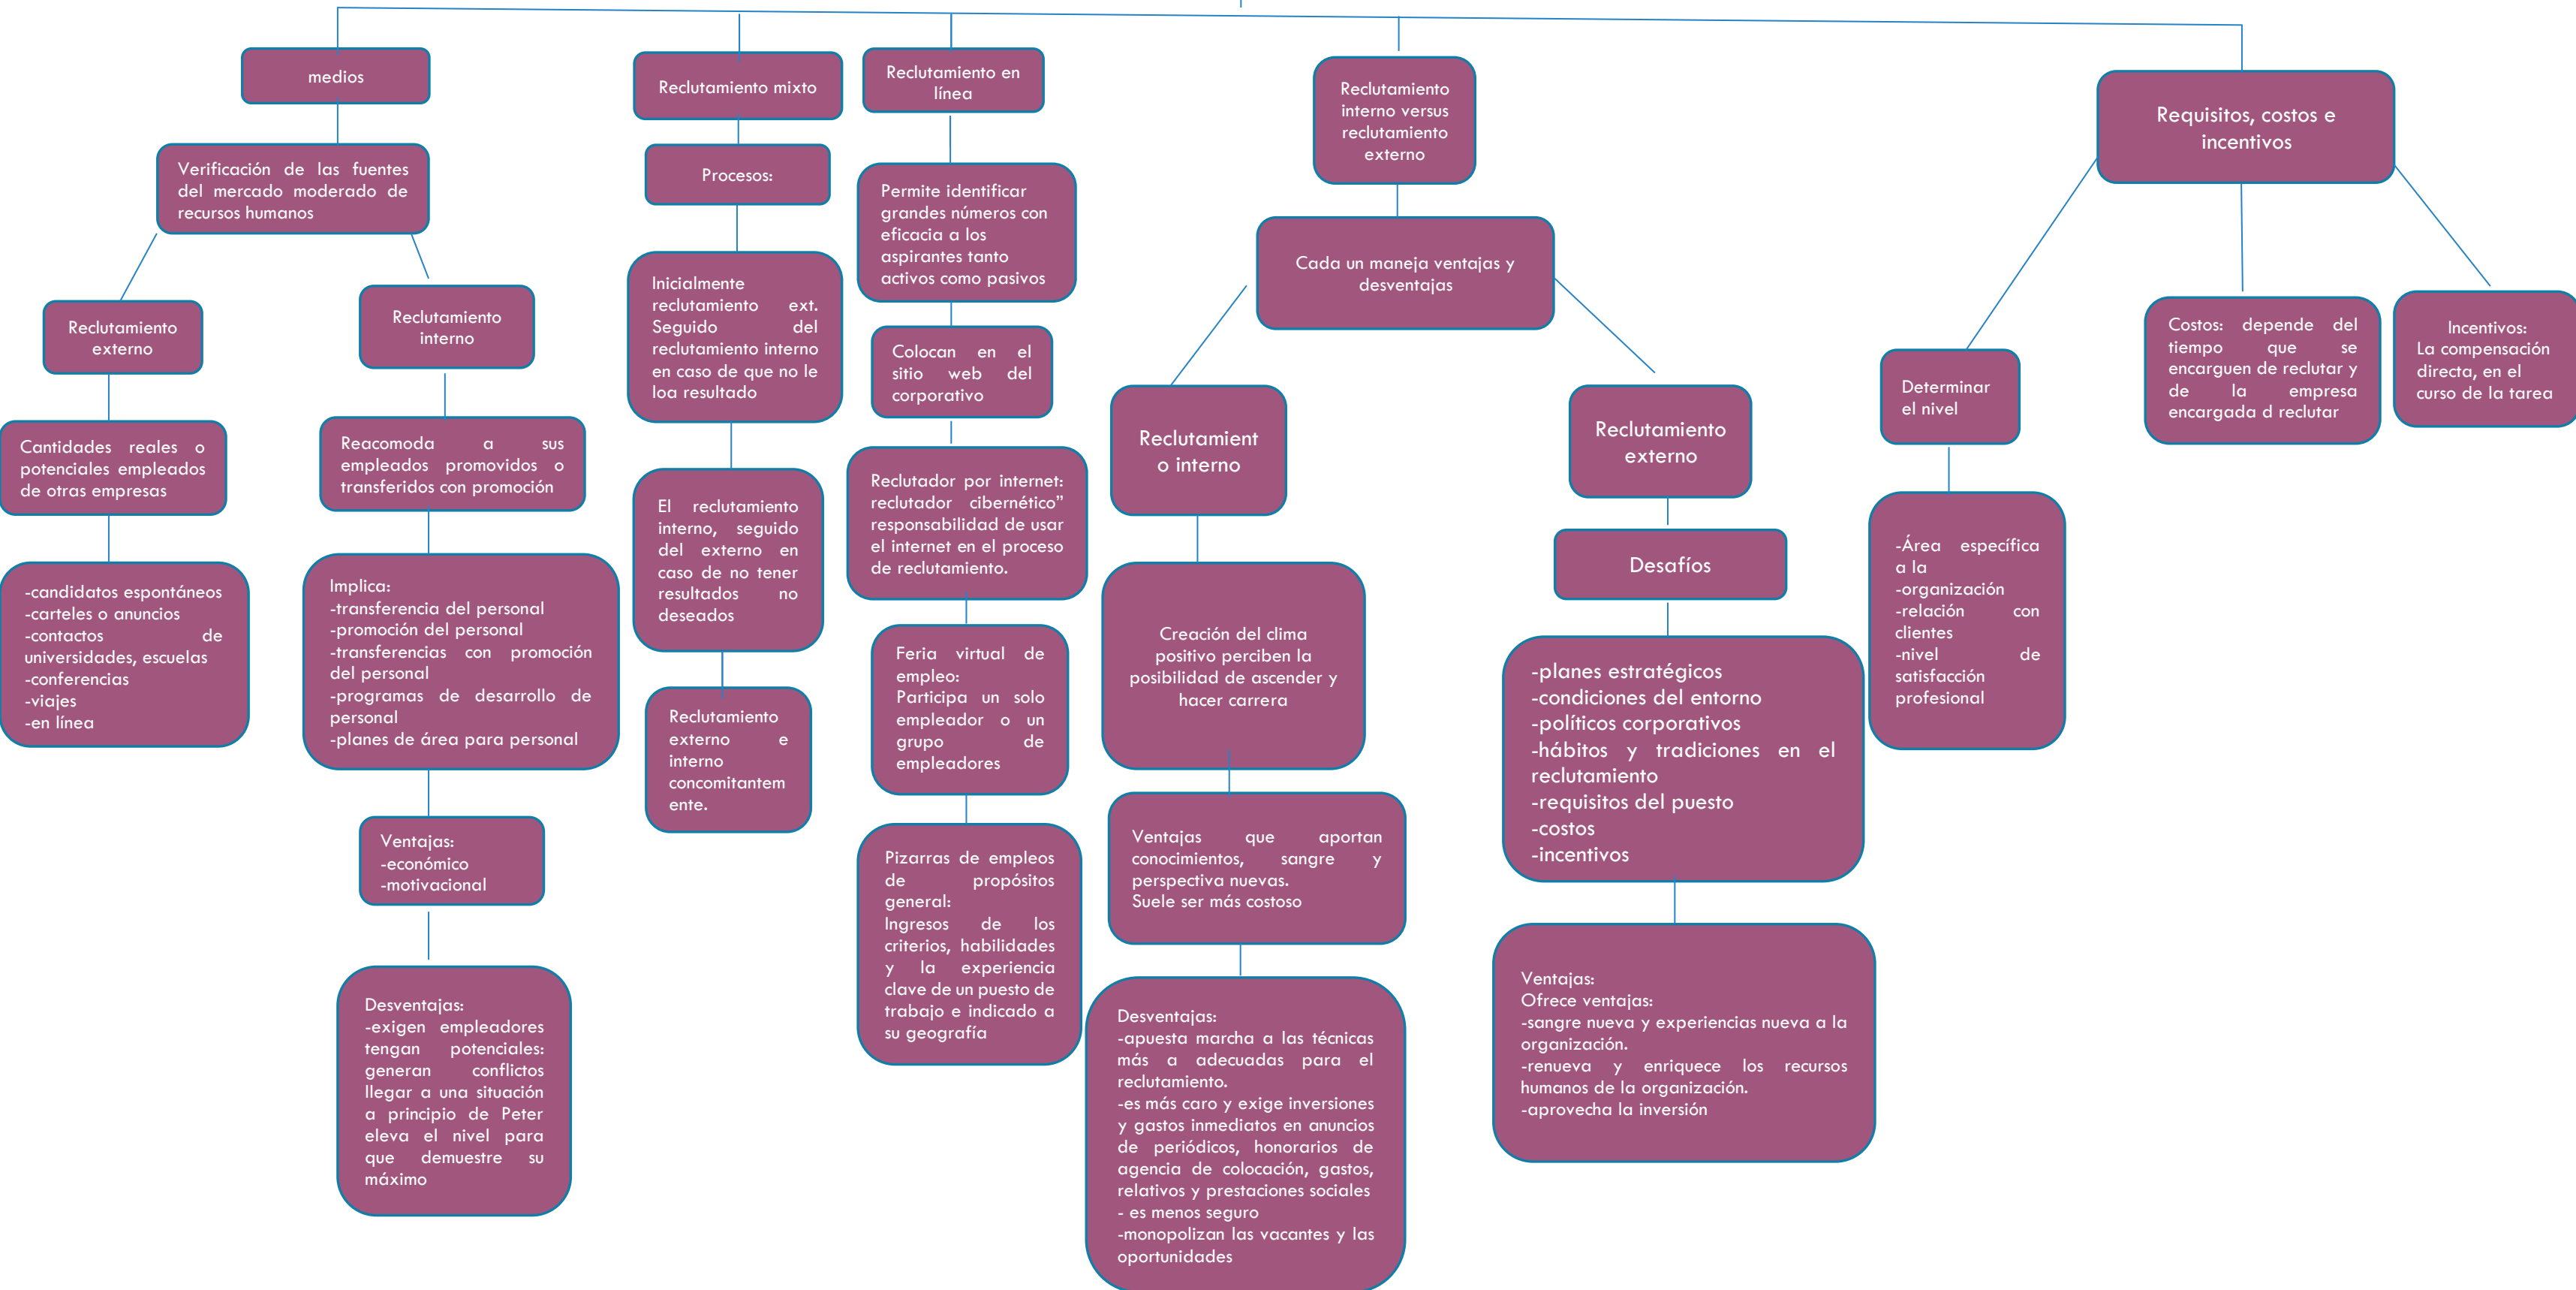 medios
Verificación de las fuentes
del mercado moderado de
recursos humanos
Reclutamiento
externo
Cantidades reales o
potenciales empleados
de otras empresas
-candidatos espontáneos
-carteles o anuncios
-contactos de
universidades, escuelas
-conferencias
-viajes
-en línea
Reclutamiento
interno
Reacomoda a sus
empleados promovidos o
transferidos con promoción
Implica:
-transferencia del personal
-promoción del personal
-transferencias con promoción
del personal
-programas de desarrollo de
personal
-planes de área para personal
Ventajas:
-económico
-motivacional
Desventajas:
-exigen empleadores
tengan potenciales:
generan conflictos
llegar a una situación
a principio de Peter
eleva el nivel para
que demuestre su
máximo
Reclutamiento mixto
Procesos:
Inicialmente
reclutamiento ext.
Seguido del
reclutamiento interno
en caso de que no le
loa resultado
El reclutamiento
interno, seguido
del externo en
caso de no tener
resultados no
deseados
Reclutamiento
externo e
interno
concomitantem
ente.
Reclutamiento en
línea
Permite identificar
grandes números con
eficacia a los
aspirantes tanto
activos como pasivos
Colocan en el
sitio web del
corporativo
Reclutador por internet:
reclutador cibernético”
responsabilidad de usar
el internet en el proceso
de reclutamiento.
Feria virtual de
empleo:
Participa un solo
empleador o un
grupo de
empleadores
Pizarras de empleos
de propósitos
general:
Ingresos de los
criterios, habilidades
y la experiencia
clave de un puesto de
trabajo e indicado a
su geografía
Reclutamiento
interno versus
reclutamiento
externo
Cada un maneja ventajas y
desventajas
Reclutamient
o interno
Creación del clima
positivo perciben la
posibilidad de ascender y
hacer carrera
Ventajas que aportan
conocimientos, sangre y
perspectiva nuevas.
Suele ser más costoso
Desventajas:
-apuesta marcha a las técnicas
más a adecuadas para el
reclutamiento.
-es más caro y exige inversiones
y gastos inmediatos en anuncios
de periódicos, honorarios de
agencia de colocación, gastos,
relativos y prestaciones sociales
- es menos seguro
-monopolizan las vacantes y las
oportunidades
Reclutamiento
externo
Desafíos
-planes estratégicos
-condiciones del entorno
-políticos corporativos
-hábitos y tradiciones en el
reclutamiento
-requisitos del puesto
-costos
-incentivos
Ventajas:
Ofrece ventajas:
-sangre nueva y experiencias nueva a la
organización.
-renueva y enriquece los recursos
humanos de la organización.
-aprovecha la inversión
Requisitos, costos e
incentivos
Determinar
el nivel
-Área específica
a la
-organización
-relación con
clientes
-nivel de
satisfacción
profesional
Costos: depende del
tiempo que se
encarguen de reclutar y
de la empresa
encargada d reclutar
Incentivos:
La compensación
directa, en el
curso de la tarea